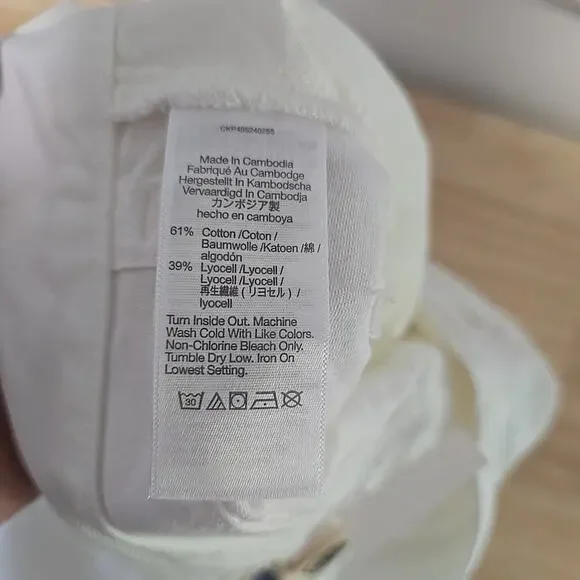 CKP405240255
Made In Cambodia
Fabriqué Au Cambodge
Hergestellt In Kambodscha
Vervaardigd In Cambodja
カンボジア製
hecho en camboya
61% Cotton /Coton /
Baumwolle /Katoen /綿 /
algodón
39% Lyocell /Lyocell /
Lyocell /Lyocell /
再生繊維 ( リヨセル ) /
lyocell
Turn Inside Out. Machine
Wash Cold With Like Colors.
Non-Chlorine Bleach Only.
Tumble Dry Low. Iron On
Lowest Setting.
30